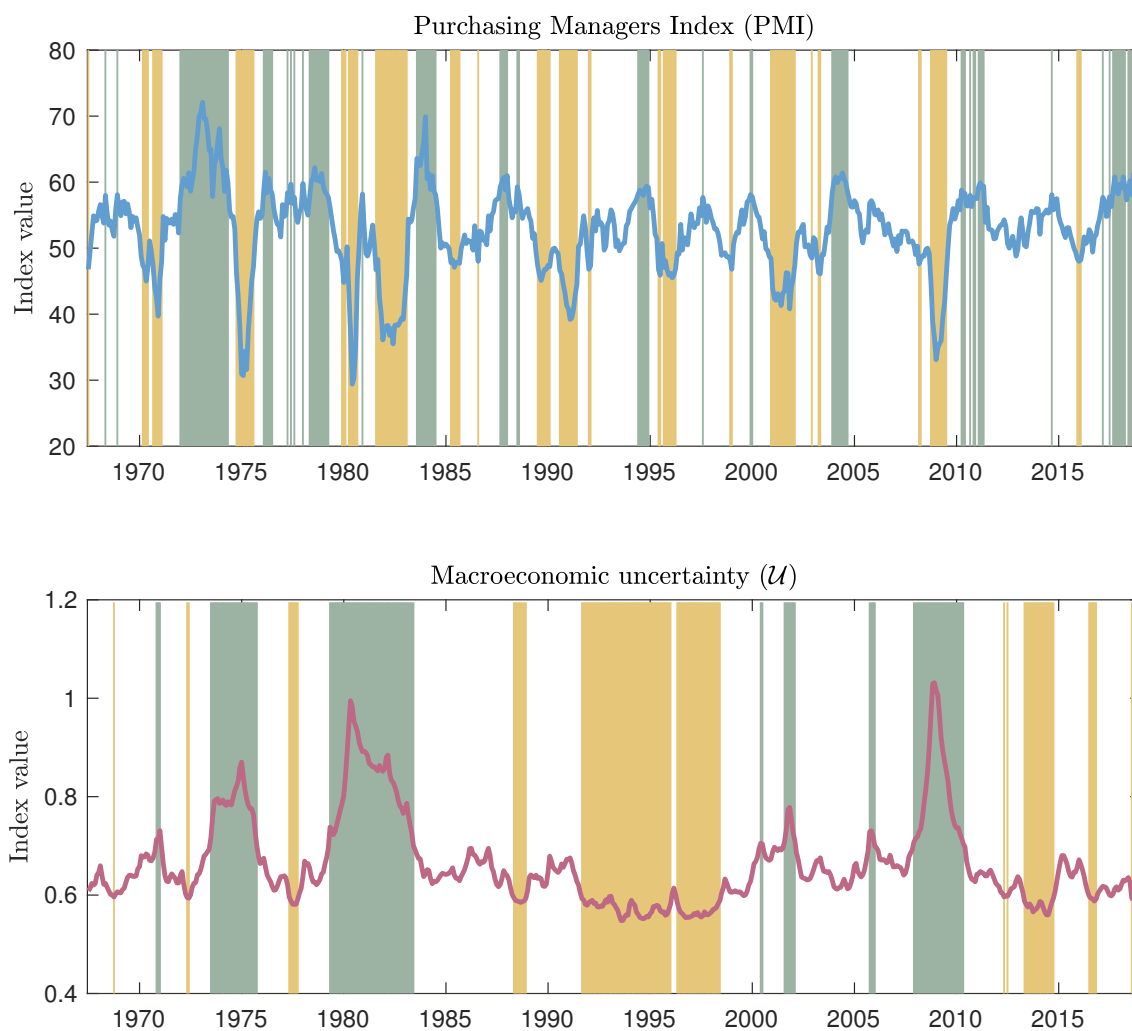 Purchasing Managers Index (PMI)
80
70
60
50
40
30
20
Index value
1970 1975 1980 1985 1990 1995 2000 2005 2010 2015
Macroeconomic uncertainty (𝒰)
1.2
1
0.8
0.6
0.4
Index value
1970 1975 1980 1985 1990 1995 2000 2005 2010 2015